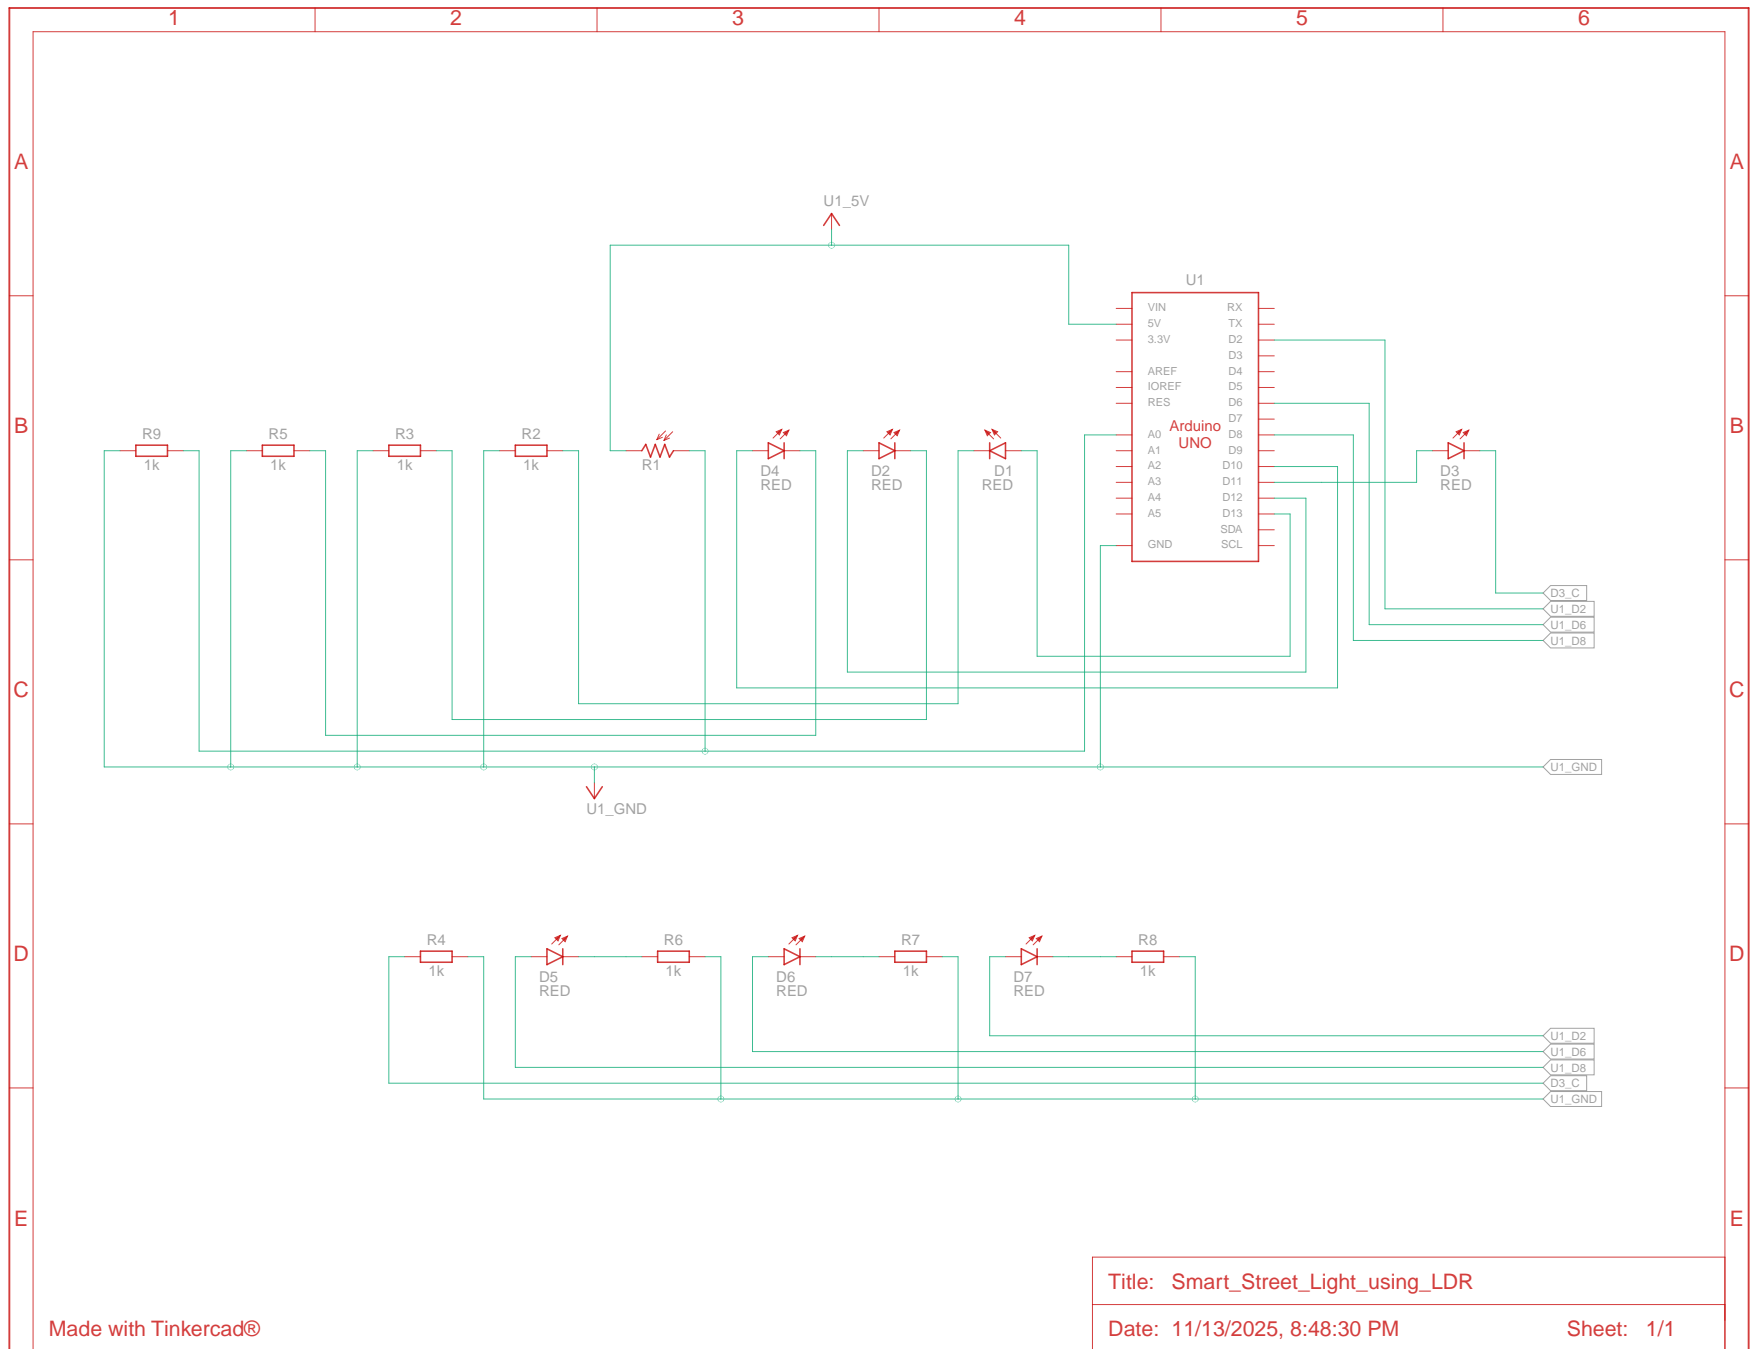 1 2 3 4 5 6
A A
U1_5V
U1
VIN RX
5V TX
3.3V D2
D3
AREF D4
IOREF D5
RES D6
D7
B B
R9 R5 R3 R2 Arduino
A0 D8
UNO
A1 D9
1k 1k 1k 1k R1 D4 D2 D1 A2 D10 D3
RED RED RED A3 D11 RED
A4 D12
A5 D13
SDA
GND SCL
D3_C
U1_D2
U1_D6
U1_D8
C C
U1_GND
U1_GND
R4 R6 R7 R8
D D
1k D5 1k D6 1k D7 1k
RED RED RED
U1_D2
U1_D6
U1_D8
D3_C
U1_GND
E E
Title: Smart_Street_Light_using_LDR
Made with Tinkercad® Date: 11/13/2025, 8:48:30 PM Sheet: 1/1